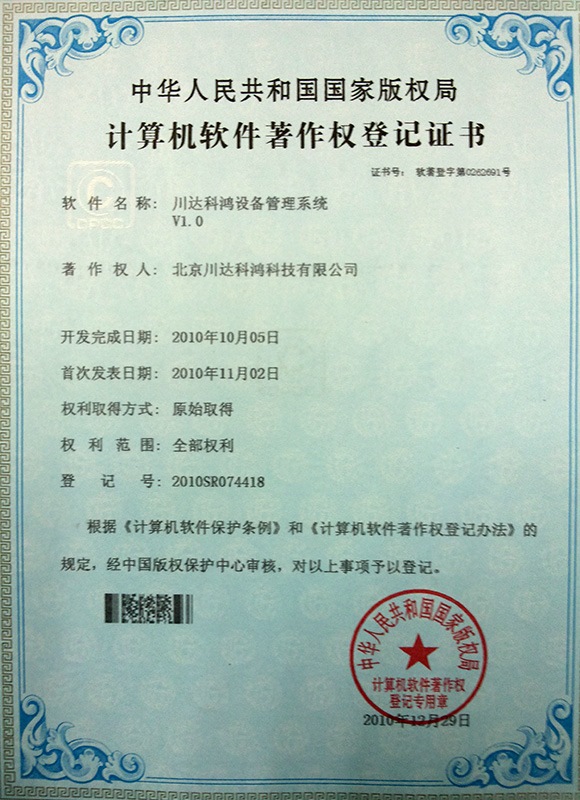 中华人民共和国国家版权局
计算机软件著作权登记证书
证书号： 软著登字第0262691号
CPCC
软件名称： 川达科鸿设备管理系统
V1.0
著作权人： 北京川达科鸿科技有限公司
开发完成日期： 2010年10月05日
首次发表日期： 2010年11月02日
权利取得方式： 原始取得
权利范围： 全部权利
登记号： 2010SR074418
根据《计算机软件保护条例》和《计算机软件著作权登记办法》的
规定，经中国版权保护中心审核，对以上事项予以登记。
中华人民共和国国家版权局
计算机软件著作权
登记专用章
2010年12月29日